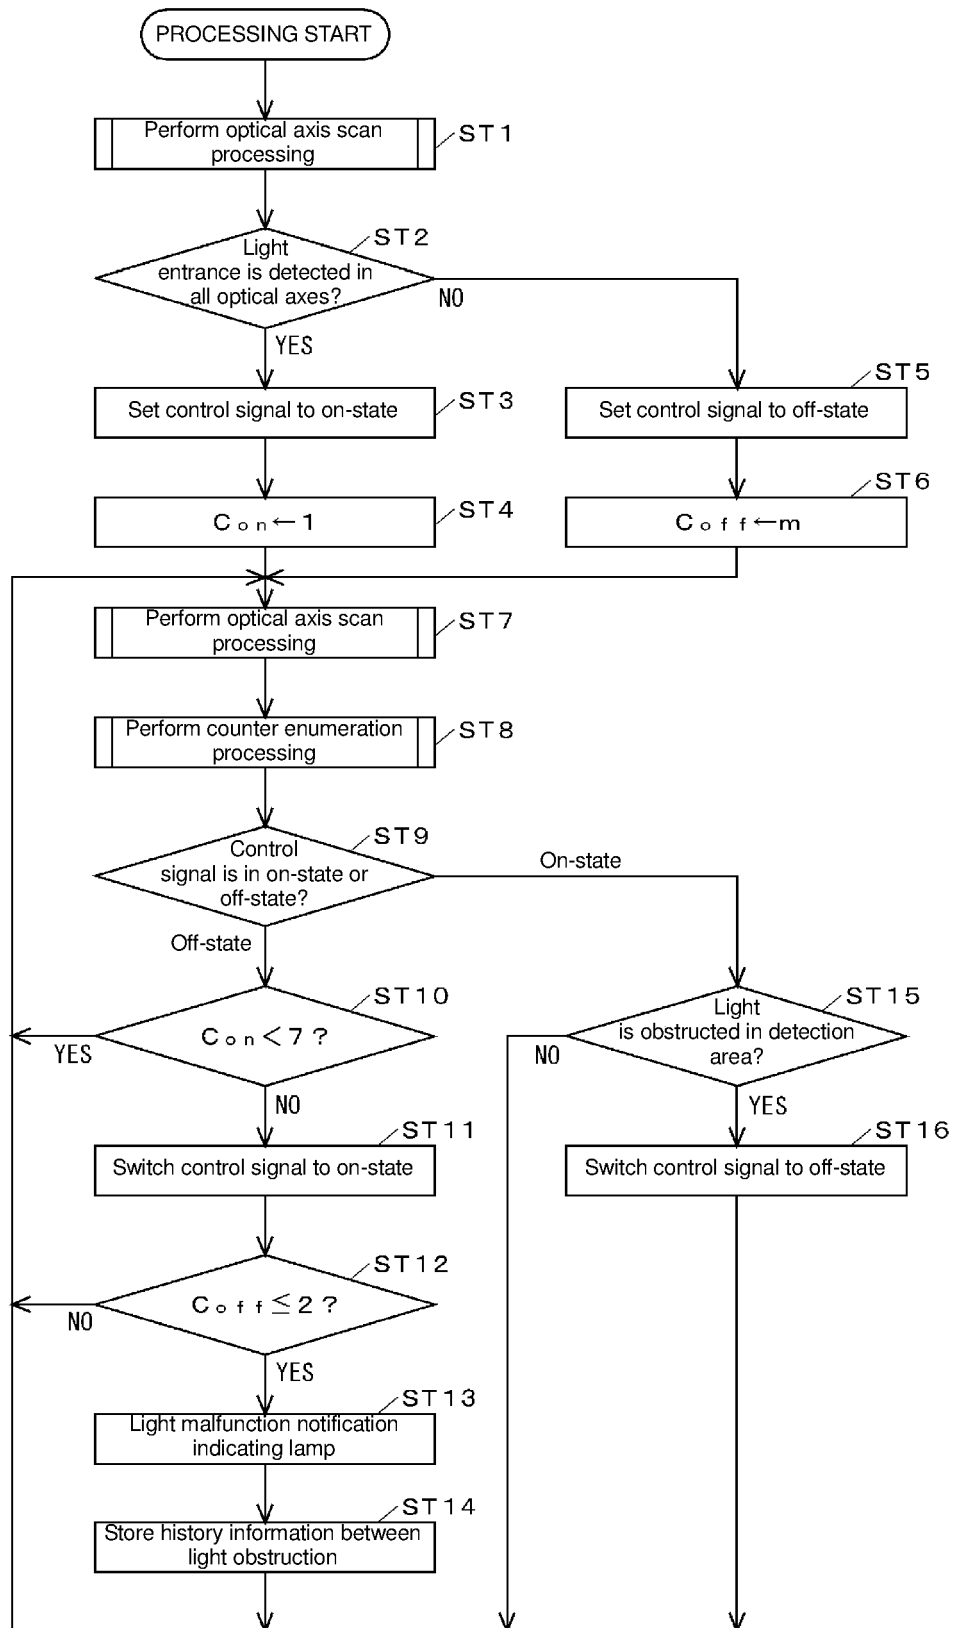 PROCESSING START
Perform optical axis scan
processing
ST1
Light
entrance is detected in
all optical axes?
ST2
NO
YES
Set control signal to on-state
ST3
Set control signal to off-state
ST5
Con←1
ST4
Coff←m
ST6
Perform optical axis scan
processing
ST7
Perform counter enumeration
processing
ST8
Control
signal is in on-state or
off-state?
ST9
On-state
Off-state
Con<7?
ST10
YES
NO
Light
is obstructed in detection
area?
ST15
NO
YES
Switch control signal to on-state
ST11
Switch control signal to off-state
ST16
Coff≦2?
ST12
NO
YES
Light malfunction notification
indicating lamp
ST13
Store history information between
light obstruction
ST14